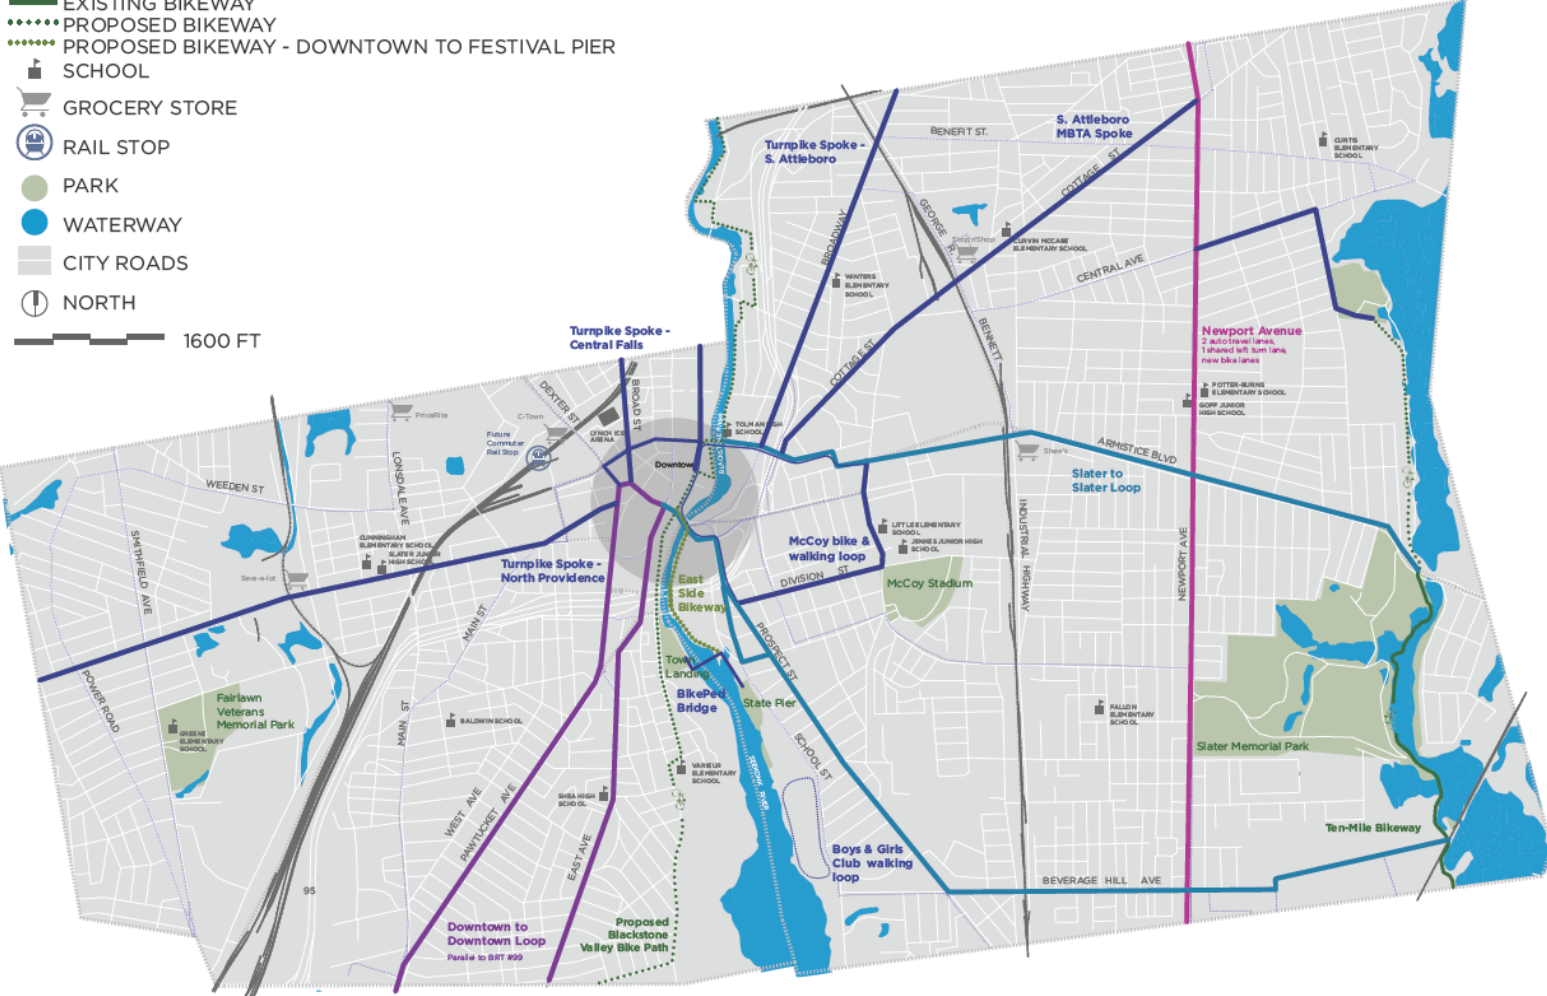 EXISTING BIKEWAY
PROPOSED BIKEWAY
PROPOSED BIKEWAY - DOWNTOWN TO FESTIVAL PIER
SCHOOL
GROCERY STORE
RAIL STOP
PARK
WATERWAY
CITY ROADS
NORTH
1600 FT
Turnpike Spoke -
S. Attleboro
BENEFIT ST.
S. Attleboro
MBTA Spoke
COTTAGE ST
CURTIS
ELEMENTARY
SCHOOL
GEORGE
BROADWAY
Stop n Shop
CURVIN MCCABE
ELEMENTARY SCHOOL
CENTRAL AVE
WINTERS
ELEMENTARY
SCHOOL
BENNETT
COTTAGE ST
Newport Avenue
2 auto travel lanes,
1 shared left turn lane,
new bike lanes
POTTER-BURNS
ELEMENTARY SCHOOL
GOFF JUNIOR
HIGH SCHOOL
Turnpike Spoke -
Central Falls
DEXTER ST
BROAD ST
PriceRite
C-Town
LYNCH ICE
ARENA
Future
Commuter
Rail Stop
TOLMAN HIGH
SCHOOL
Downtown
ARMISTICE BLVD
Shaw's
Slater to
Slater Loop
WEEDEN ST
LONSDALE AVE
SMITHFIELD AVE
CUNNINGHAM
ELEMENTARY SCHOOL
SLATER JUNIOR
HIGH SCHOOL
Save-a-lot
Turnpike Spoke -
North Providence
LITTLE ELEMENTARY
SCHOOL
JENKS JUNIOR HIGH
SCHOOL
McCoy bike &
walking loop
DIVISION ST
McCoy Stadium
INDUSTRIAL HIGHWAY
NEWPORT AVE
East
Side
Bikeway
MAIN ST
PROSPECT ST
Town
Landing
BikePed
Bridge
State Pier
POWER ROAD
Fairlawn
Veterans
Memorial Park
GREENE
ELEMENTARY
SCHOOL
MAIN ST
BALDWIN SCHOOL
FALLON
ELEMENTARY
SCHOOL
Slater Memorial Park
SCHOOL ST
VARIEUR
ELEMENTARY
SCHOOL
SEEKONK RIVER
SHEA HIGH
SCHOOL
WEST AVE
PAWTUCKET AVE
EAST AVE
Ten-Mile Bikeway
Boys & Girls
Club walking
loop
BEVERAGE HILL AVE
95
Downtown to
Downtown Loop
Parallel to BRT #99
Proposed
Blackstone
Valley Bike Path